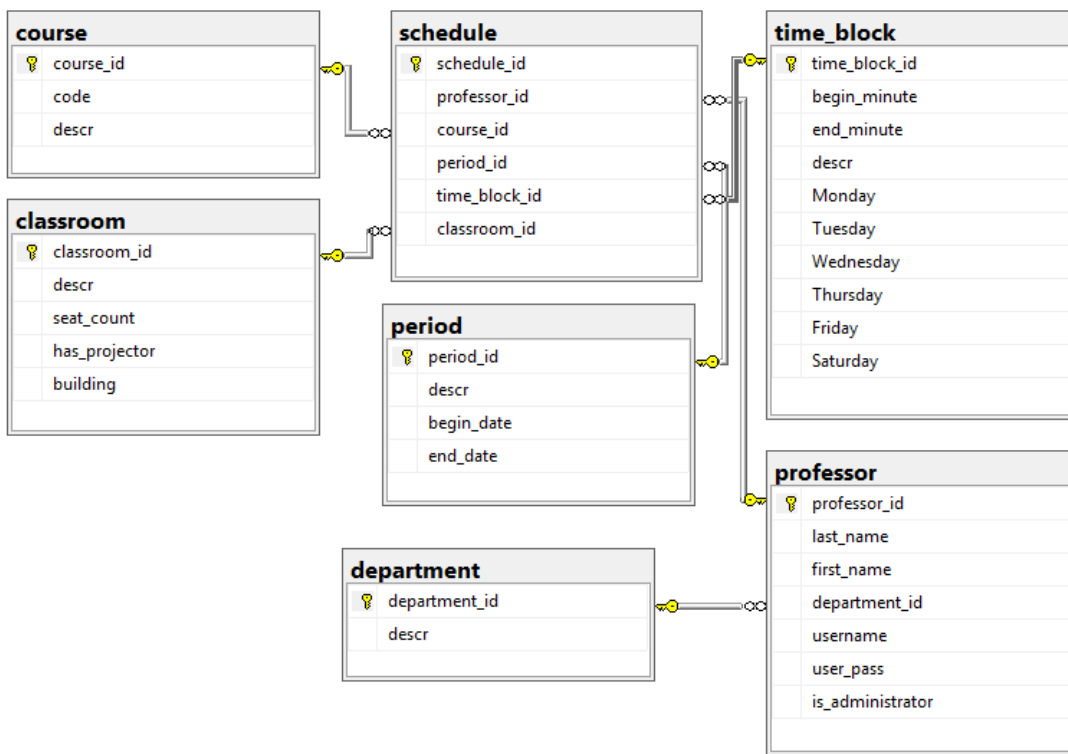 course
course_id
code
descr
classroom
classroom_id
descr
seat_count
has_projector
building
schedule
schedule_id
professor_id
course_id
period_id
time_block_id
classroom_id
period
period_id
descr
begin_date
end_date
department
department_id
descr
time_block
time_block_id
begin_minute
end_minute
descr
Monday
Tuesday
Wednesday
Thursday
Friday
Saturday
professor
professor_id
last_name
first_name
department_id
username
user_pass
is_administrator